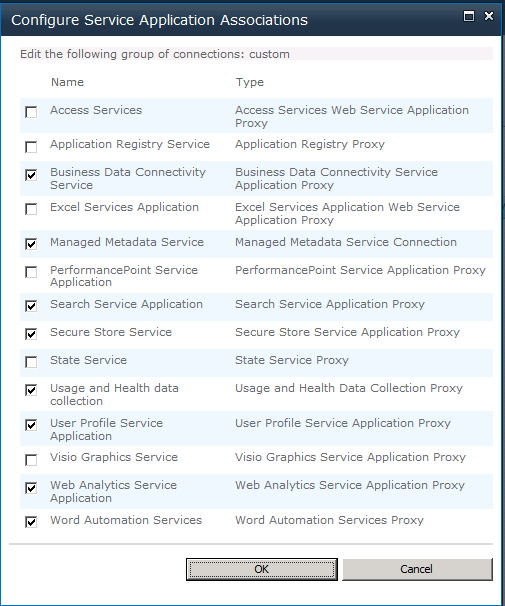 Configure Service Application Associations
Edit the following group of connections: custom
Name Type
Access Services Access Services Web Service Application
Proxy
Application Registry Service Application Registry Proxy
Business Data Connectivity Business Data Connectivity Service
Service Application Proxy
Excel Services Application Excel Services Application Web Service
Application Proxy
Managed Metadata Service Managed Metadata Service Connection
PerformancePoint Service PerformancePoint Service Application Proxy
Application
Search Service Application Search Service Application Proxy
Secure Store Service Secure Store Service Application Proxy
State Service State Service Proxy
Usage and Health data Usage and Health Data Collection Proxy
collection
User Profile Service User Profile Service Application Proxy
Application
Visio Graphics Service Visio Graphics Service Application Proxy
Web Analytics Service Web Analytics Service Application Proxy
Application
Word Automation Services Word Automation Services Proxy
OK Cancel